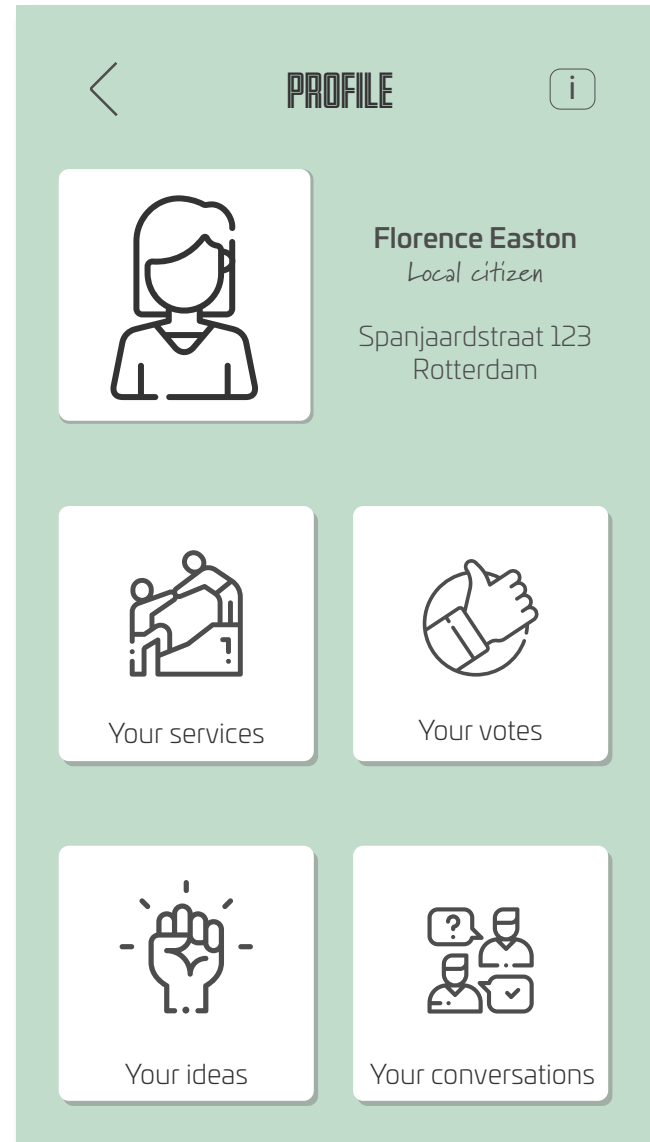 PROFILE
i
Florence Easton
Local citizen
Spanjaardstraat 123
Rotterdam
Your services
Your votes
?
Your ideas
Your conversations